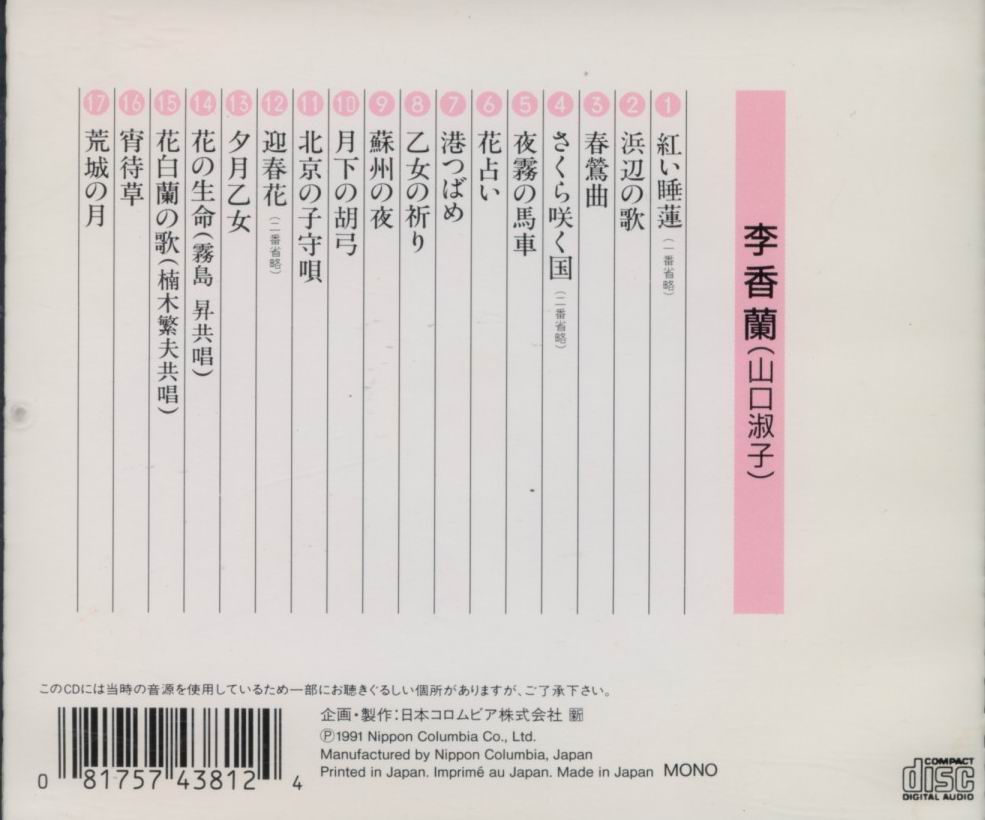 李香蘭(山口淑子)
1 紅い睡蓮(一番省略)
2 浜辺の歌
3 春鶯曲
4 さくら咲く国(二番省略)
5 夜霧の馬車
6 花占い
7 港つばめ
8 乙女の祈り
9 蘇州の夜
10 月下の胡弓
11 北京の子守唄
12 迎春花(二番省略)
13 夕月乙女
14 花の生命(霧島 昇共唱)
15 花白蘭の歌(楠木繁夫共唱)
16 宵待草
17 荒城の月
このCDには当時の音源を使用しているため一部にお聴きぐるしい個所がありますが、ご了承下さい。
企画・製作:日本コロムビア株式会社
Ⓟ1991 Nippon Columbia Co., Ltd.
Manufactured by Nippon Columbia, Japan
Printed in Japan. Imprimé au Japan. Made in Japan MONO
0 81757 43812 4
COMPACT
disc
DIGITAL AUDIO